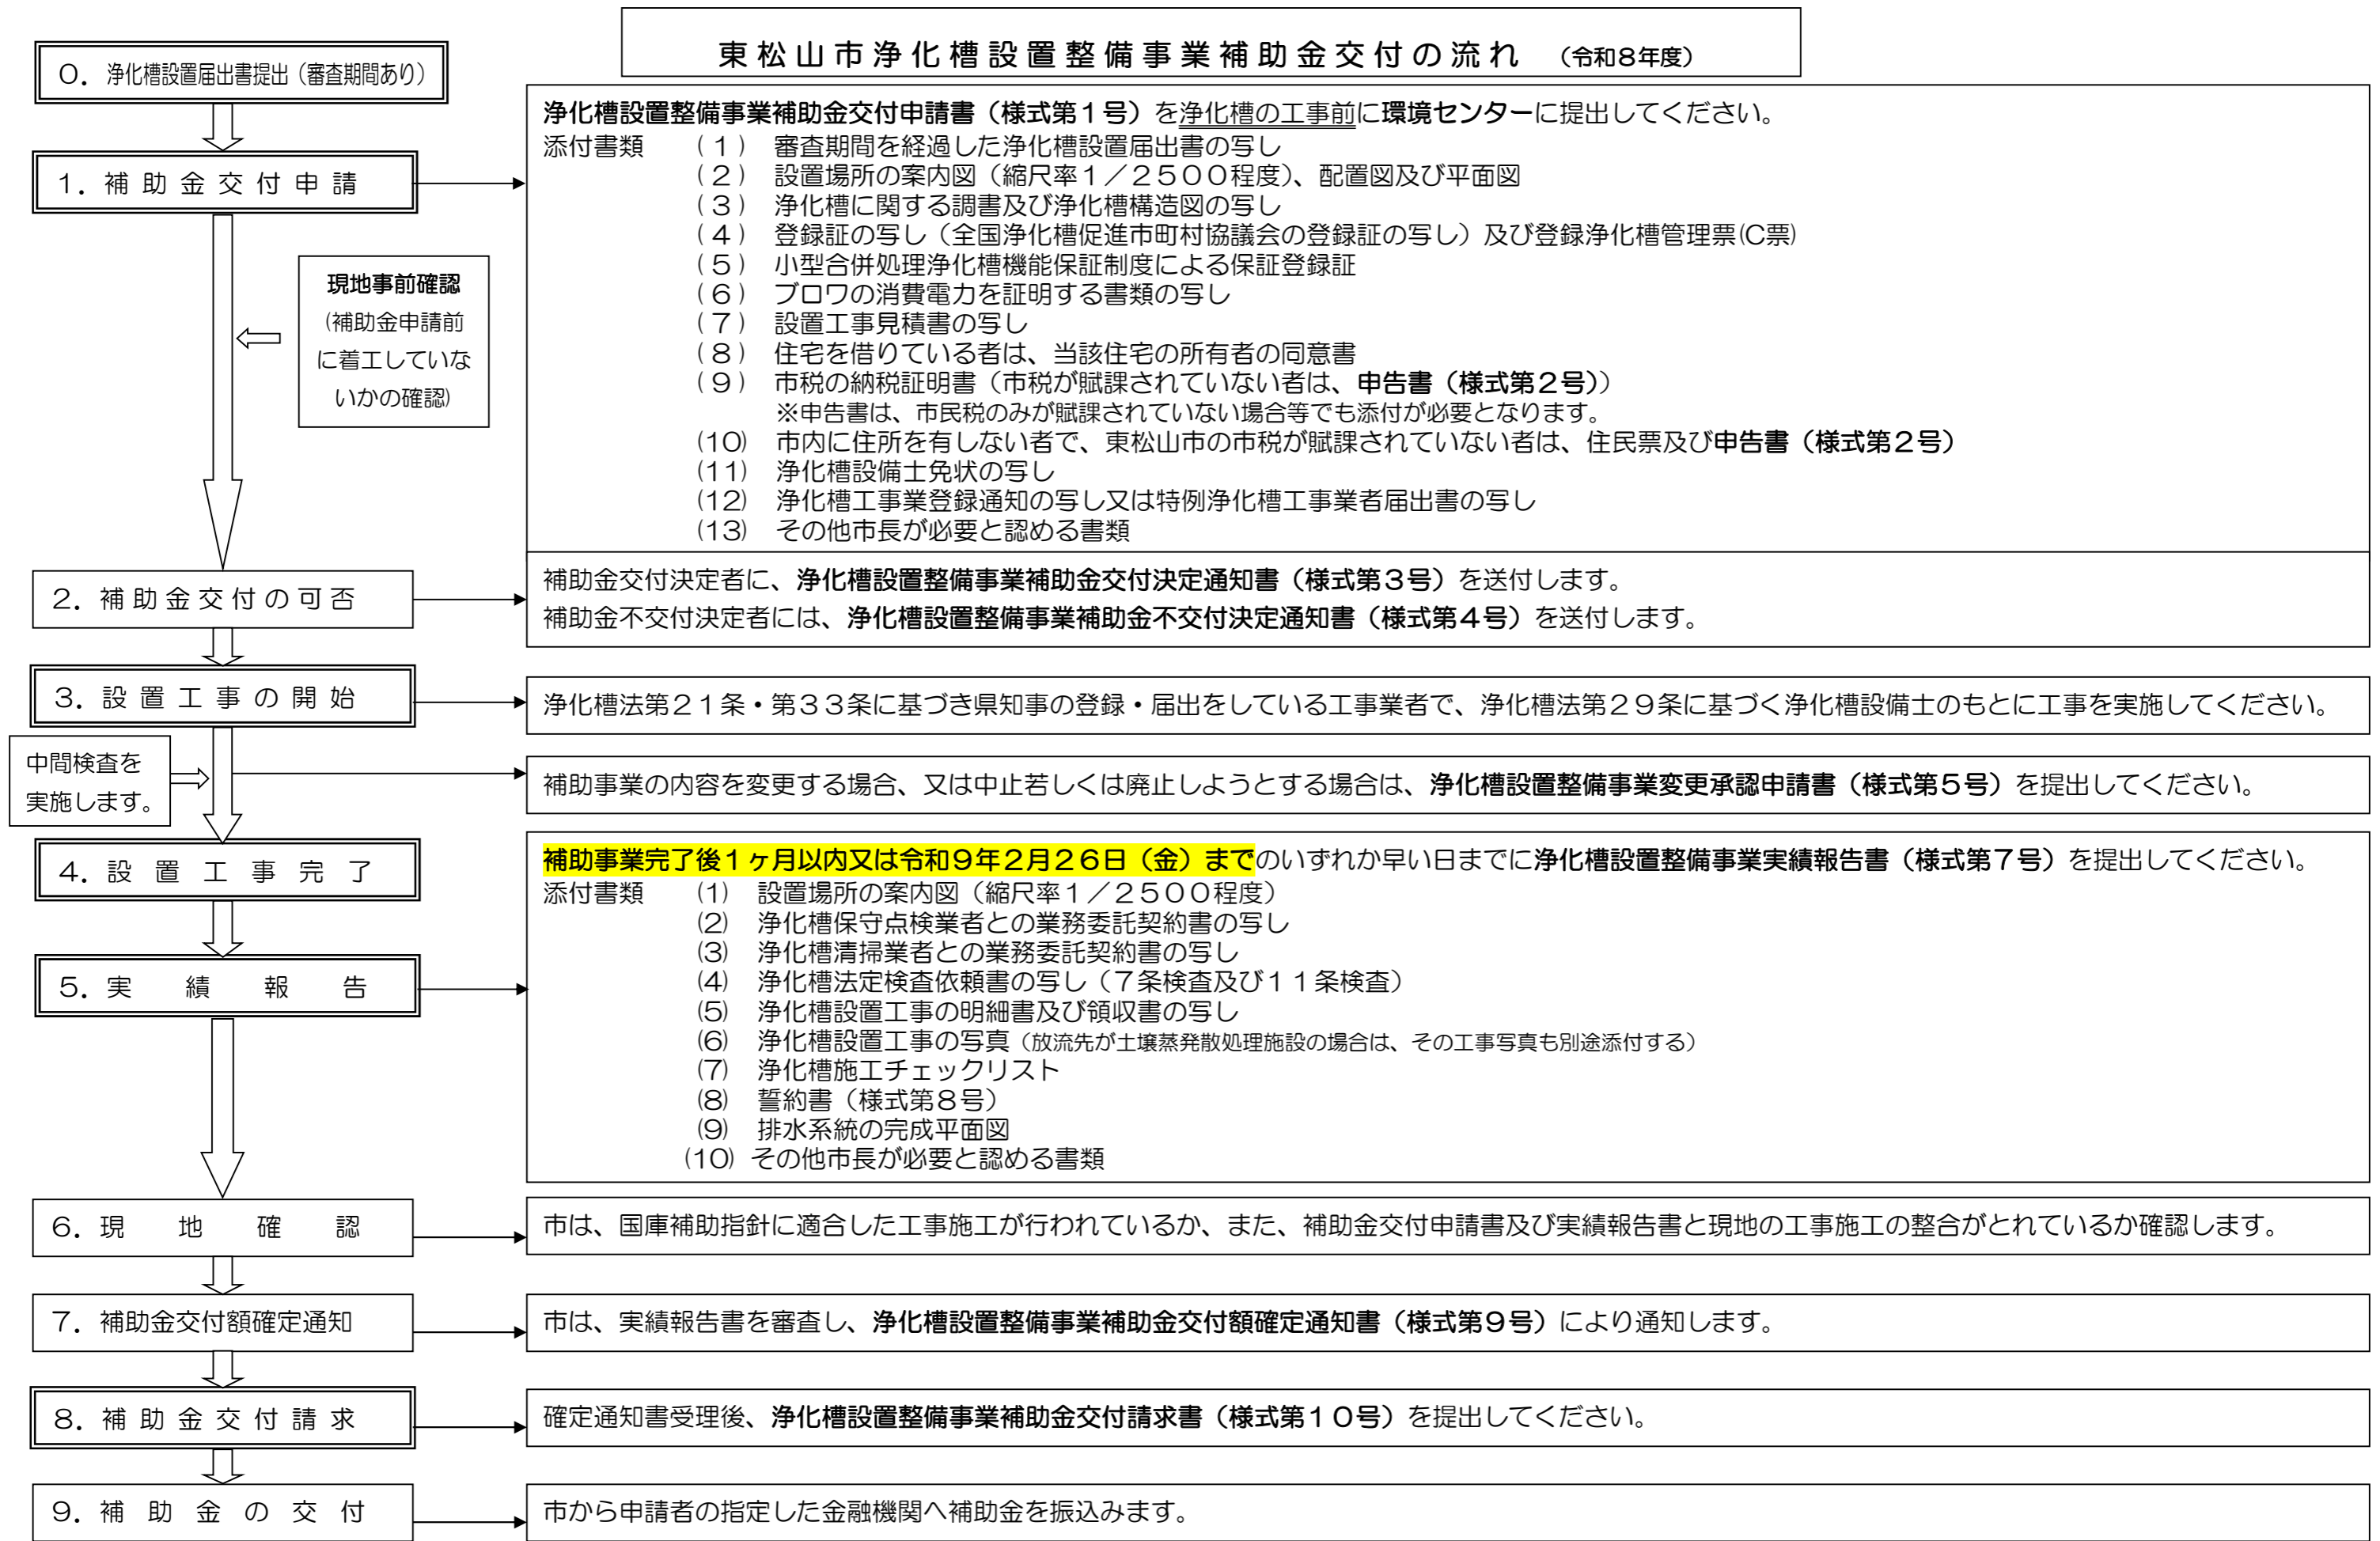 東松山市浄化槽設置整備事業補助金交付の流れ （令和８年度）
０．浄化槽設置届出書提出（審査期間あり）
１．補助金交付申請
浄化槽設置整備事業補助金交付申請書（様式第１号）を浄化槽の工事前に環境センターに提出してください。
添付書類 （１） 審査期間を経過した浄化槽設置届出書の写し
（２） 設置場所の案内図（縮尺率１／２５００程度）、配置図及び平面図
（３） 浄化槽に関する調書及び浄化槽構造図の写し
（４） 登録証の写し（全国浄化槽促進市町村協議会の登録証の写し）及び登録浄化槽管理票(C票)
（５） 小型合併処理浄化槽機能保証制度による保証登録証
（６） ブロワの消費電力を証明する書類の写し
（７） 設置工事見積書の写し
（８） 住宅を借りている者は、当該住宅の所有者の同意書
（９） 市税の納税証明書（市税が賦課されていない者は、申告書（様式第２号））
※申告書は、市民税のみが賦課されていない場合等でも添付が必要となります。
(10) 市内に住所を有しない者で、東松山市の市税が賦課されていない者は、住民票及び申告書（様式第２号）
(11) 浄化槽設備士免状の写し
(12) 浄化槽工事業登録通知の写し又は特例浄化槽工事業者届出書の写し
(13) その他市長が必要と認める書類
現地事前確認
(補助金申請前
に着工していな
いかの確認)
２．補助金交付の可否
補助金交付決定者に、浄化槽設置整備事業補助金交付決定通知書（様式第３号）を送付します。
補助金不交付決定者には、浄化槽設置整備事業補助金不交付決定通知書（様式第４号）を送付します。
３．設置工事の開始
浄化槽法第２１条・第３３条に基づき県知事の登録・届出をしている工事業者で、浄化槽法第２９条に基づく浄化槽設備士のもとに工事を実施してください。
中間検査を
実施します。
補助事業の内容を変更する場合、又は中止若しくは廃止しようとする場合は、浄化槽設置整備事業変更承認申請書（様式第５号）を提出してください。
４．設置工事完了
５．実績報告
補助事業完了後１ヶ月以内又は令和９年２月２６日（金）までのいずれか早い日までに浄化槽設置整備事業実績報告書（様式第７号）を提出してください。
添付書類 (1) 設置場所の案内図（縮尺率１／２５００程度）
(2) 浄化槽保守点検業者との業務委託契約書の写し
(3) 浄化槽清掃業者との業務委託契約書の写し
(4) 浄化槽法定検査依頼書の写し（７条検査及び１１条検査）
(5) 浄化槽設置工事の明細書及び領収書の写し
(6) 浄化槽設置工事の写真（放流先が土壌蒸発散処理施設の場合は、その工事写真も別途添付する）
(7) 浄化槽施工チェックリスト
(8) 誓約書（様式第８号）
(9) 排水系統の完成平面図
(10) その他市長が必要と認める書類
６．現地確認
市は、国庫補助指針に適合した工事施工が行われているか、また、補助金交付申請書及び実績報告書と現地の工事施工の整合がとれているか確認します。
７．補助金交付額確定通知
市は、実績報告書を審査し、浄化槽設置整備事業補助金交付額確定通知書（様式第９号）により通知します。
８．補助金交付請求
確定通知書受理後、浄化槽設置整備事業補助金交付請求書（様式第１０号）を提出してください。
９．補助金の交付
市から申請者の指定した金融機関へ補助金を振込みます。